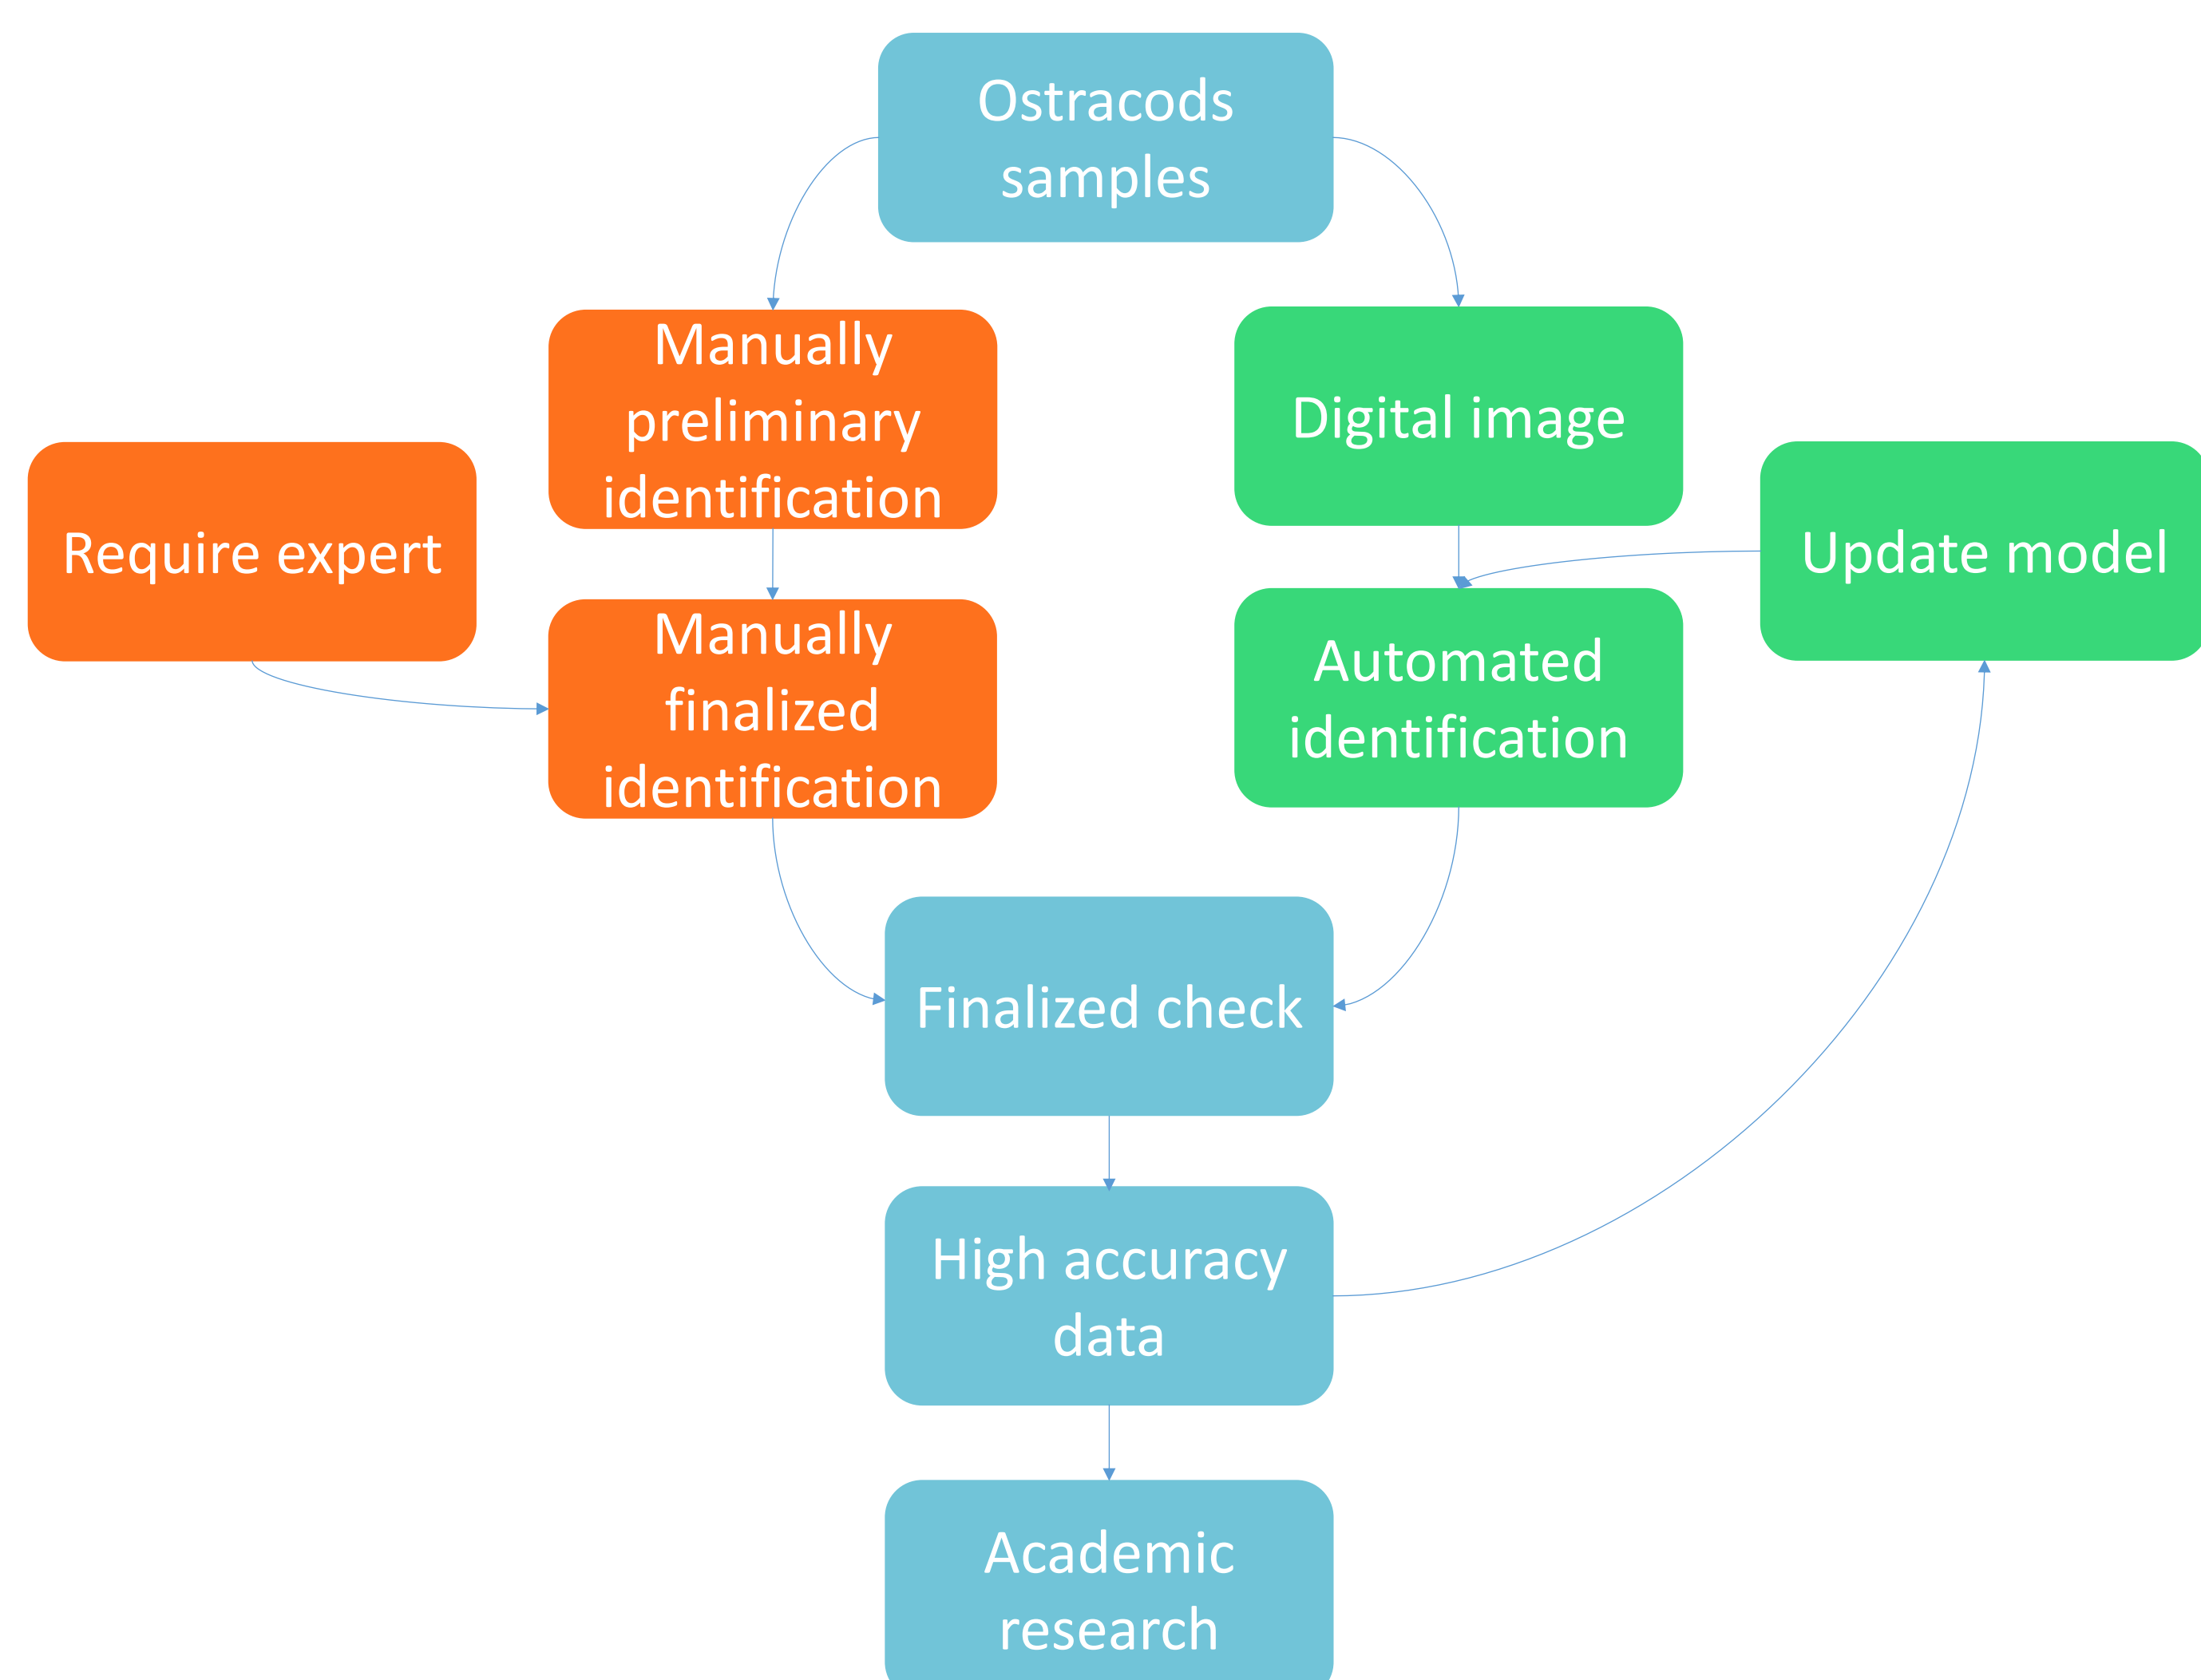 Ostracods
samples
Manually
preliminary
identification
Digital image
Require expert
Update model
Manually
finalized
identification
Automated
identification
Finalized check
High accuracy
data
Academic
research